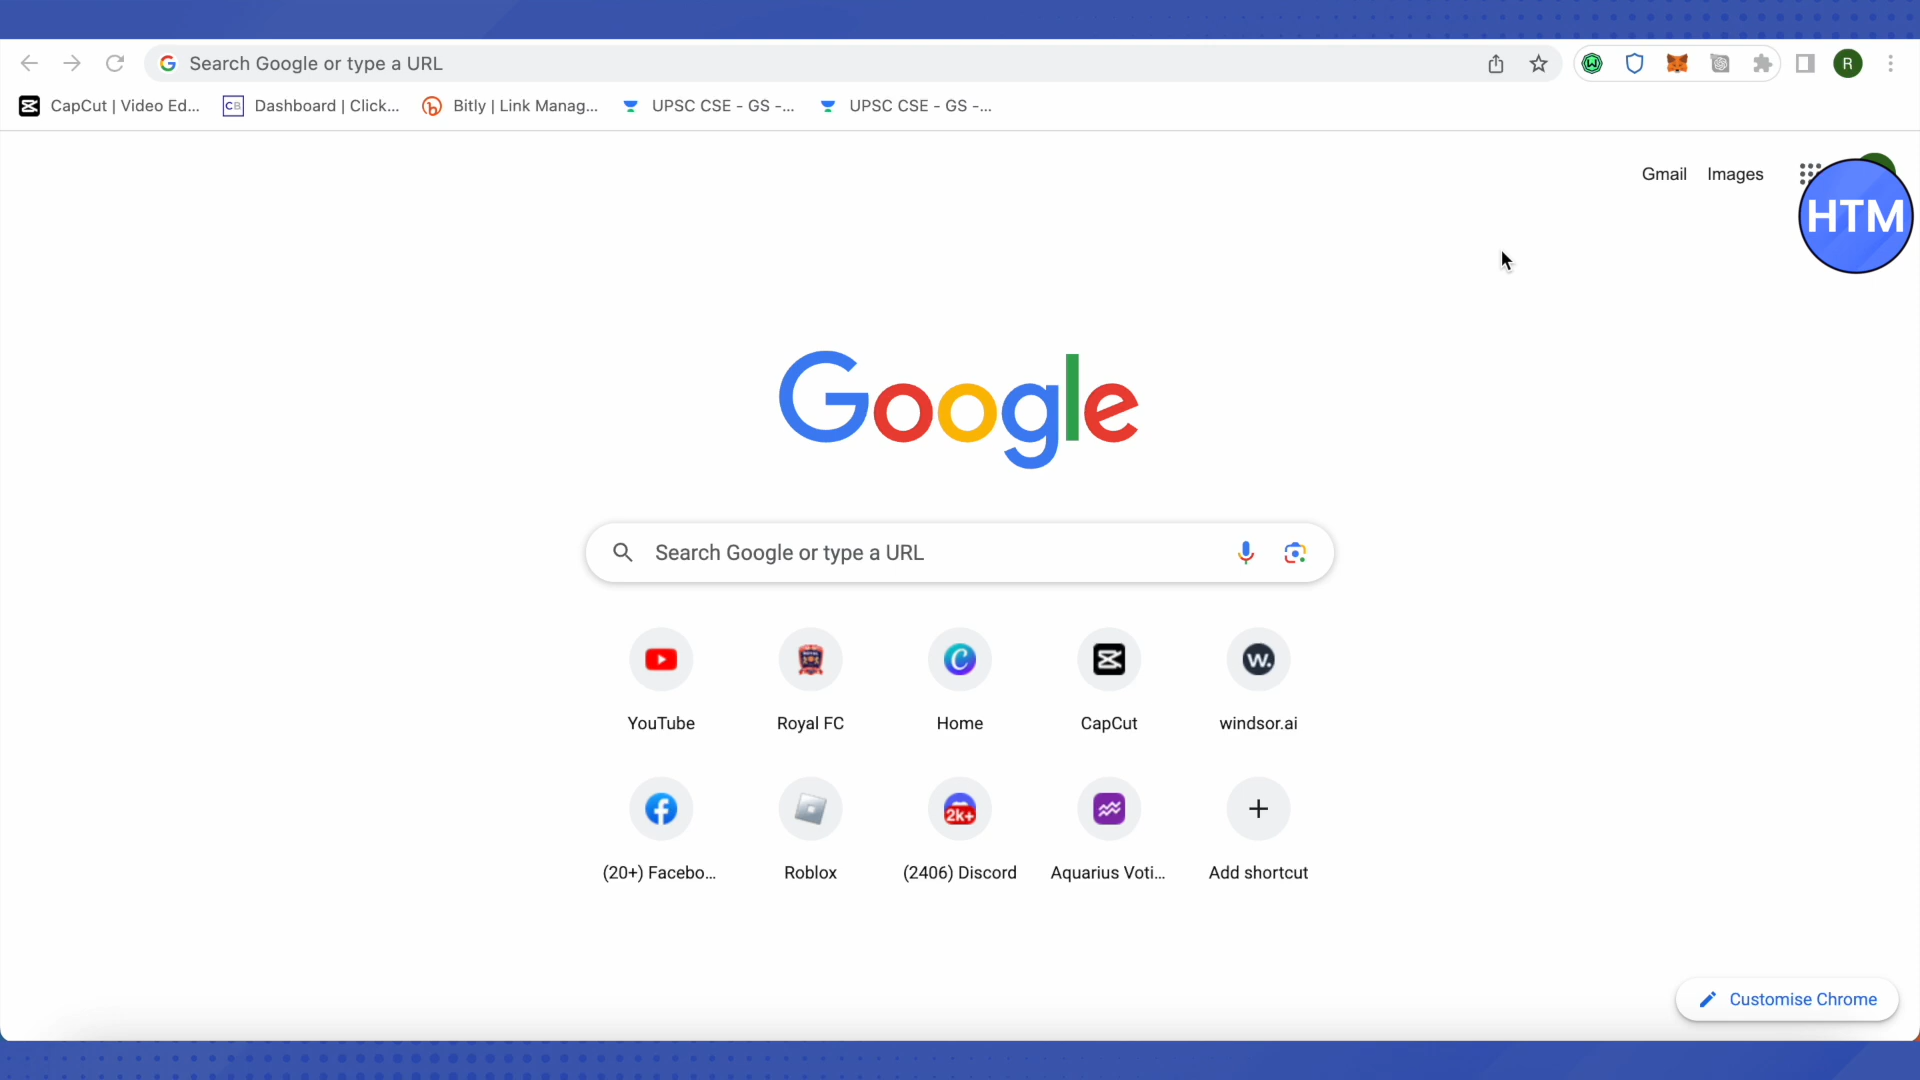 Search Google or type a URL
R
CapCut | Video Ed...
CB Dashboard | Click...
Bitly | Link Manag...
UPSC CSE - GS -...
UPSC CSE - GS -...
Gmail Images
HTM
Google
Search Google or type a URL
W.
YouTube Royal FC Home CapCut windsor.ai
2k+
(20+) Facebo... Roblox (2406) Discord Aquarius Voti... Add shortcut
Customise Chrome